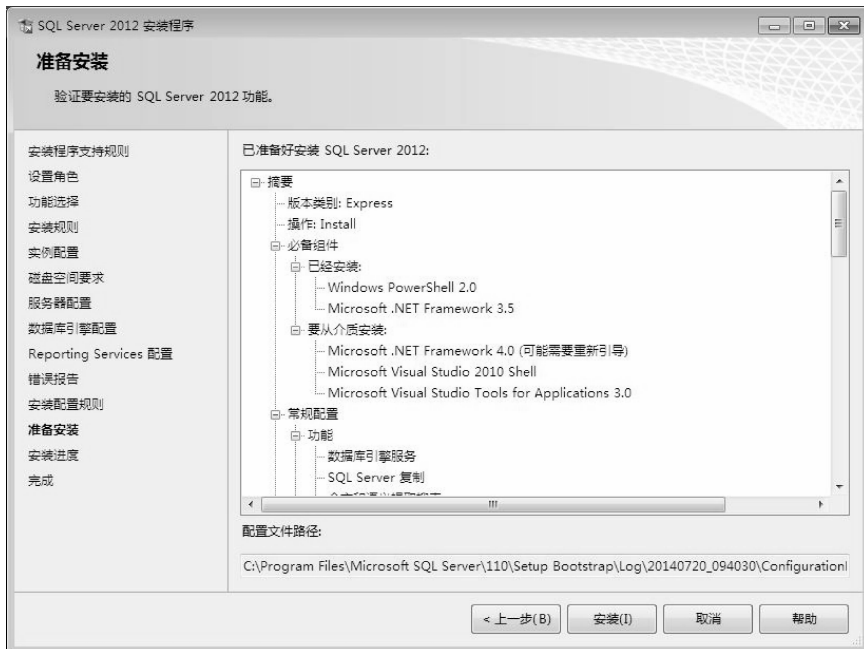 SQL Server 2012 安装程序
准备安装
验证要安装的 SQL Server 2012 功能。
安装程序支持规则
设置角色
功能选择
安装规则
实例配置
磁盘空间要求
服务器配置
数据库引擎配置
Reporting Services 配置
错误报告
安装配置规则
准备安装
安装进度
完成
已准备好安装 SQL Server 2012:
摘要
版本类别: Express
操作: Install
必备组件
已经安装:
Windows PowerShell 2.0
Microsoft .NET Framework 3.5
要从介质安装:
Microsoft .NET Framework 4.0 (可能需要重新引导)
Microsoft Visual Studio 2010 Shell
Microsoft Visual Studio Tools for Applications 3.0
常规配置
功能
数据库引擎服务
SQL Server 复制
配置文件路径:
C:\Program Files\Microsoft SQL Server\110\Setup Bootstrap\Log\20140720_094030\Configuration
< 上一步(B)
安装(I)
取消
帮助